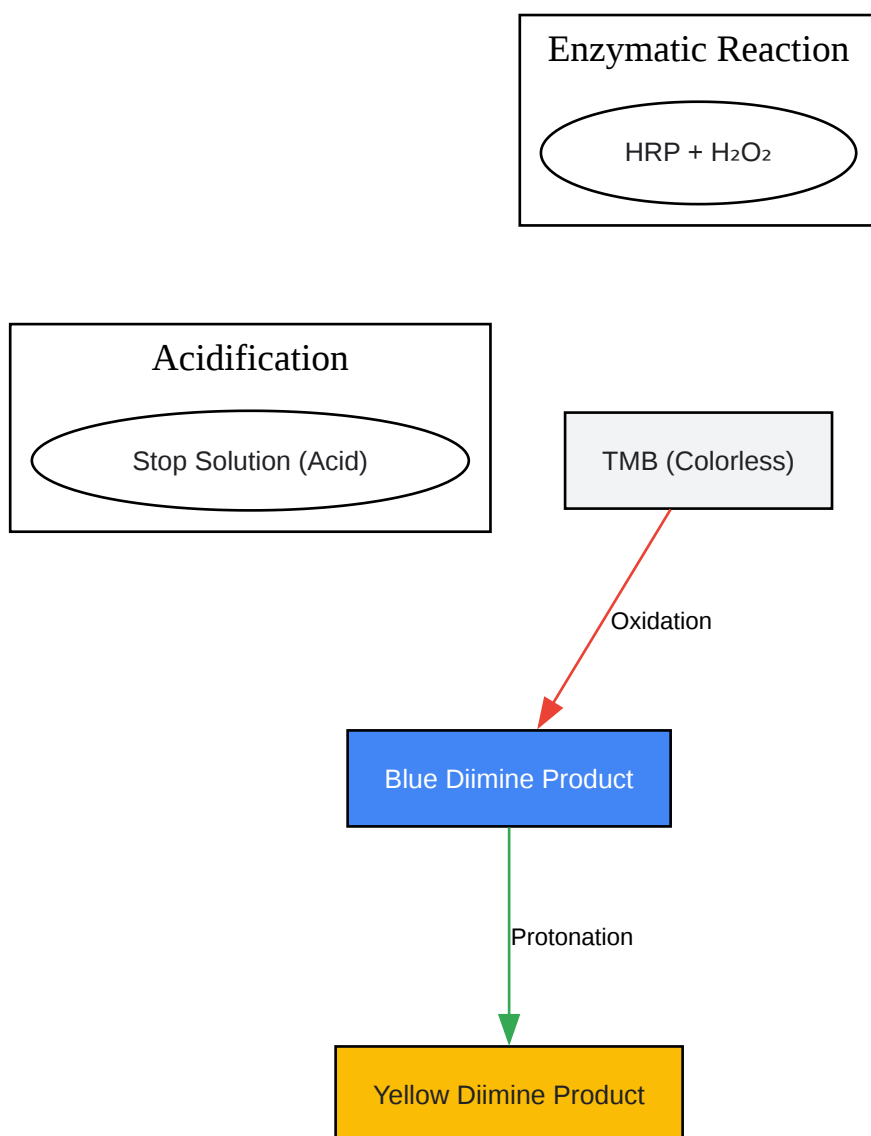 Enzymatic Reaction
HRP + H₂O₂
Acidification
Stop Solution (Acid)
TMB (Colorless)
Oxidation
Blue Diimine Product
Protonation
Yellow Diimine Product